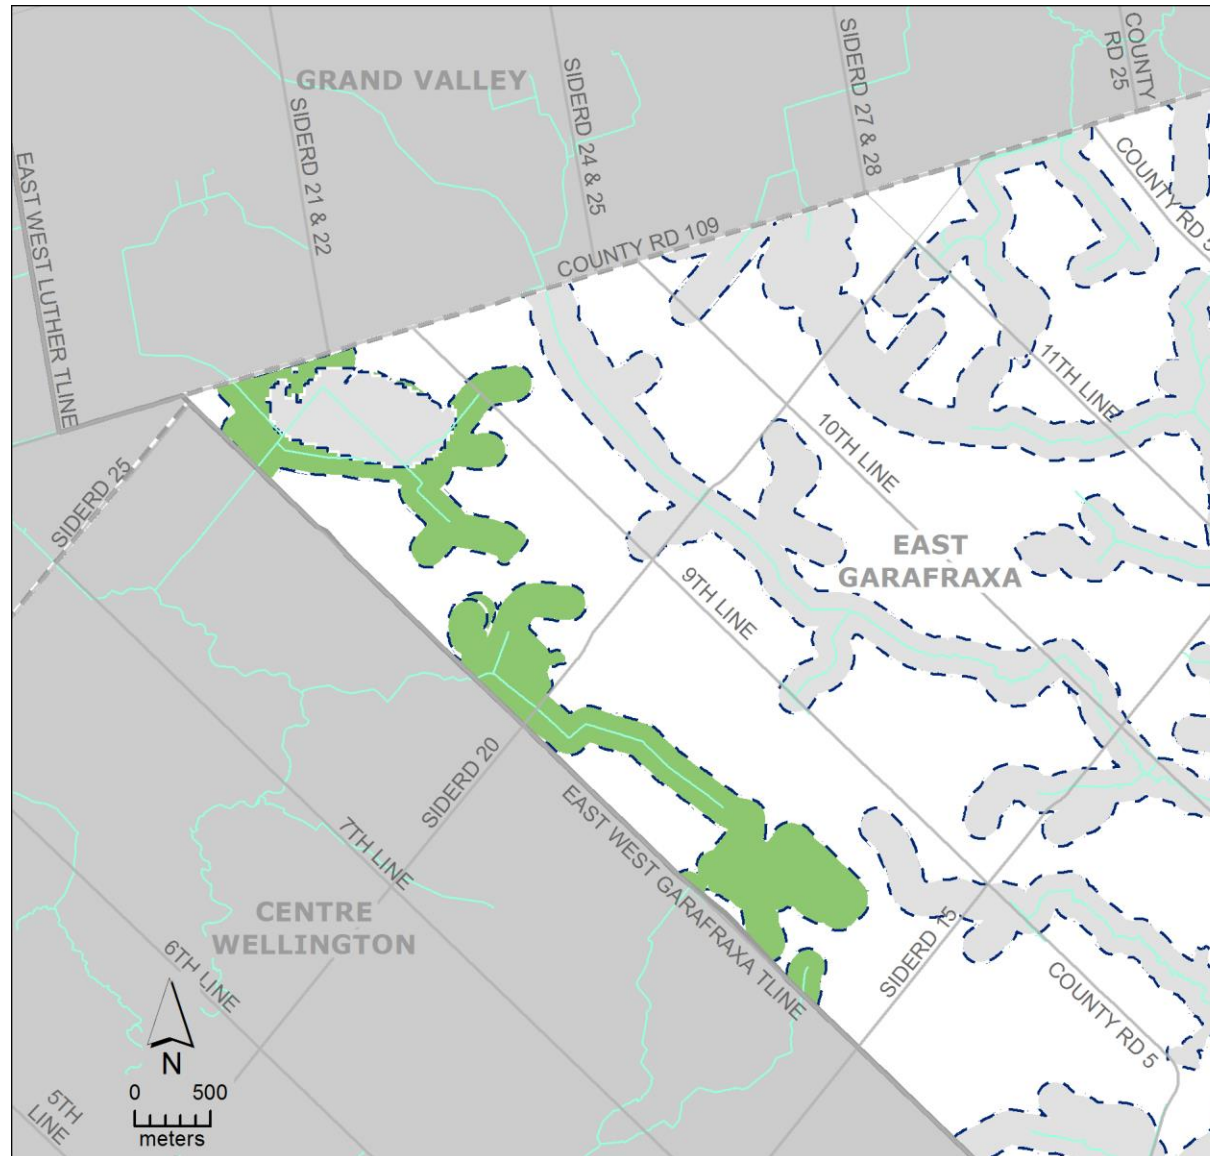 GRAND VALLEY
COUNTY
RD 25
SIDERD 27 & 28
SIDERD 24 & 25
SIDERD 21 & 22
EAST WEST LUTHER TLINE
COUNTY RD 5
COUNTY RD 109
11TH LINE
10TH LINE
SIDERD 25
EAST
GARAFRAXA
9TH LINE
SIDERD 20
EAST WEST GARAFRAXA TLINE
7TH LINE
CENTRE
WELLINGTON
SIDERD 15
6TH LINE
COUNTY RD 5
N
0 500
meters
5TH
LINE